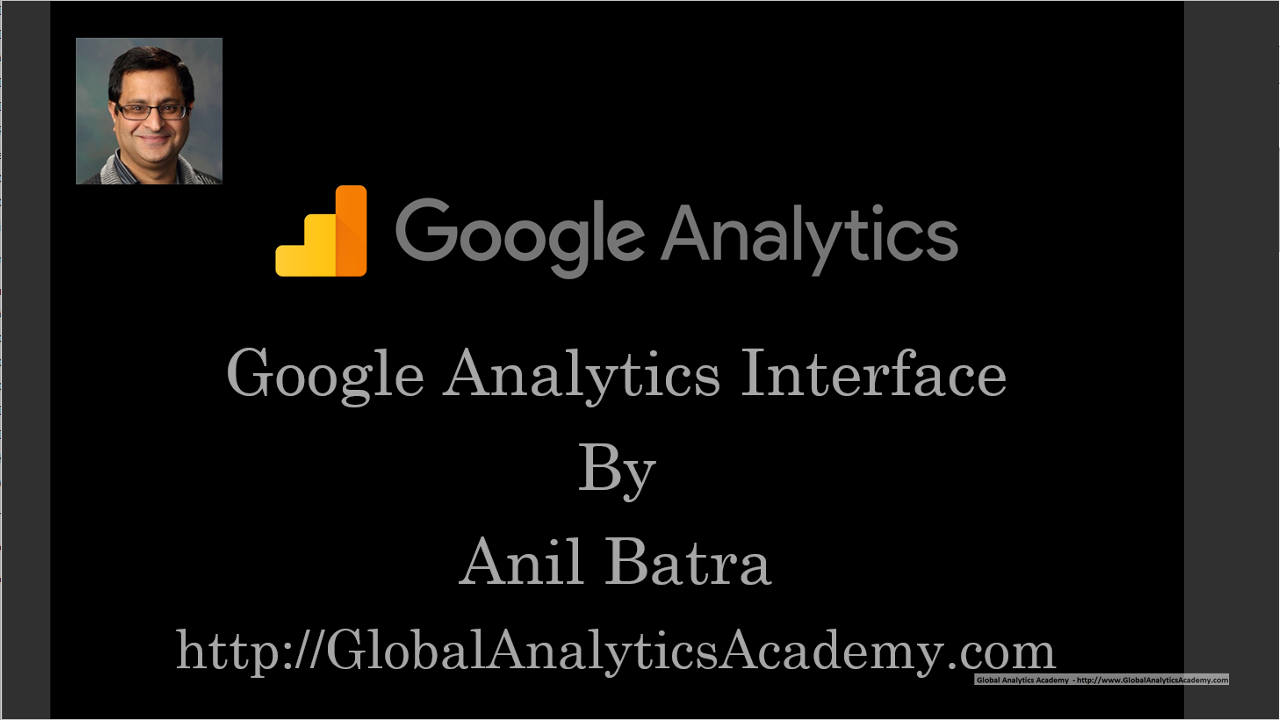 Google Analytics
Google Analytics Interface
By
Anil Batra
http://GlobalAnalyticsAcademy.com
Global Analytics Academy - http://www.GlobalAnalyticsAcademy.com